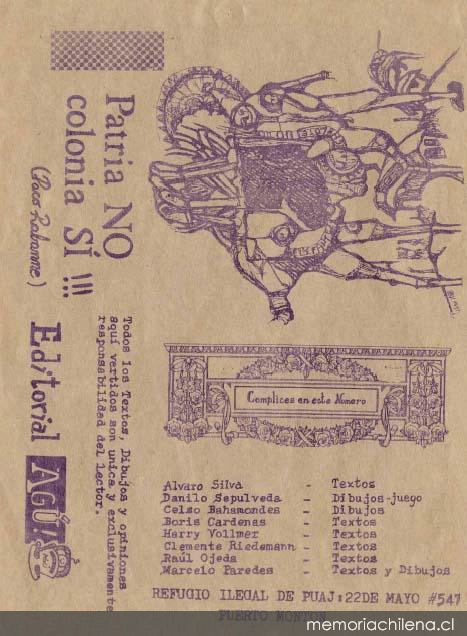 Patria NO
colonia SÍ !!!
(Paco Rabanne)
Editorial
AGÜA
Todos los Textos, Dibujos y opiniones
aquí vertidos son unica y exclusivamente
responsabilidad del lector.
Complices en este Número
Alvaro Silva - Textos
Danilo Sepulveda - Dibujos-juego
Celso Bahamondes - Dibujos
Boris Cardenas - Textos
Harry Vollmer - Textos
Clemente Riedemann - Textos
Raúl Ojeda - Textos
Marcelo Paredes - Textos y Dibujos
REFUGIO ILEGAL DE PUAJ:22DE MAYO #547
PUERTO MONTT
memoriachilena.cl